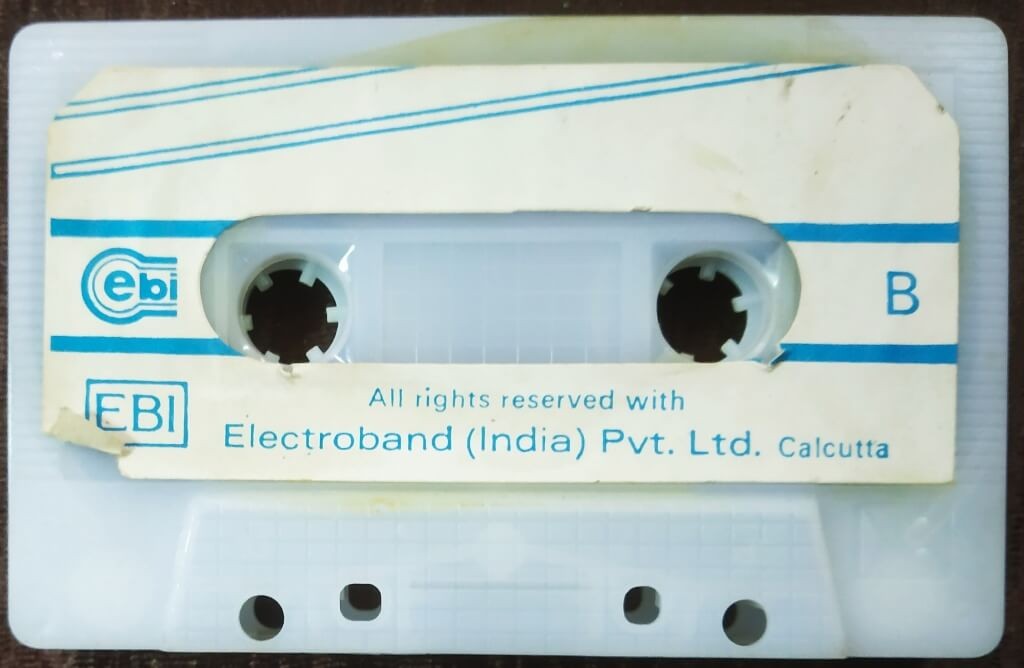 ebi
B
EBI
All rights reserved with
Electroband (India) Pvt. Ltd. Calcutta